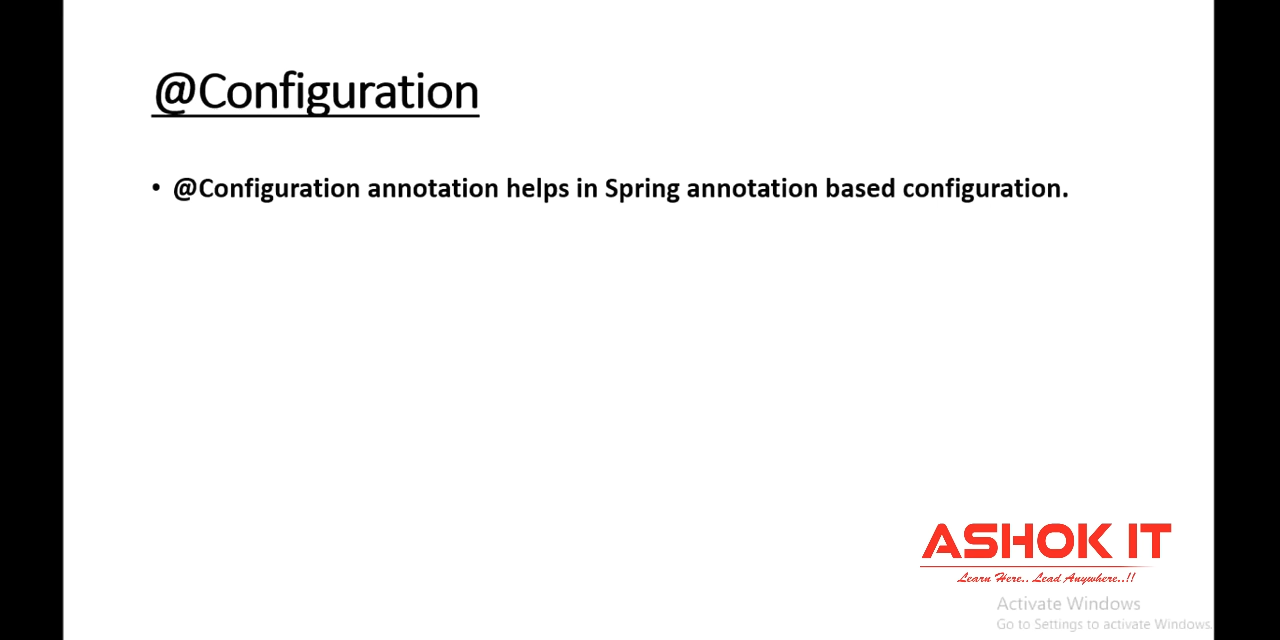 @Configuration
• @Configuration annotation helps in Spring annotation based configuration.
ASHOK IT
Learn Here.. Lead Anywhere..!!
Activate Windows
Go to Settings to activate Windows.